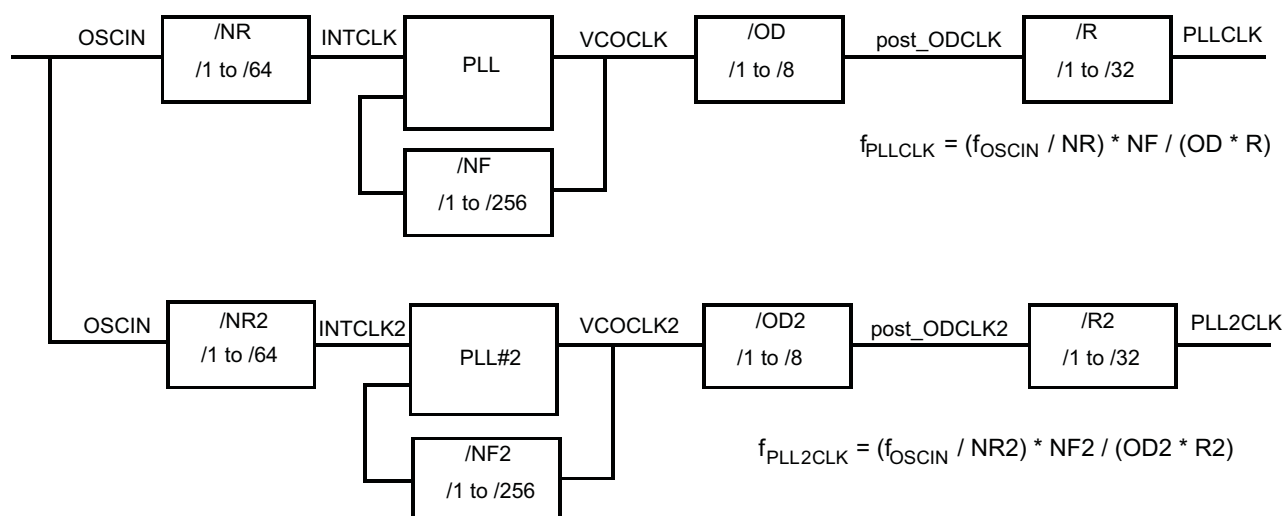 OSCIN
/NR
/1 to /64
INTCLK
PLL
VCOCLK
/OD
/1 to /8
post_ODCLK
/R
/1 to /32
PLLCLK
/NF
/1 to /256
fPLLCLK = (fOSCIN / NR) * NF / (OD * R)
OSCIN
/NR2
/1 to /64
INTCLK2
PLL#2
VCOCLK2
/OD2
/1 to /8
post_ODCLK2
/R2
/1 to /32
PLL2CLK
/NF2
/1 to /256
fPLL2CLK = (fOSCIN / NR2) * NF2 / (OD2 * R2)